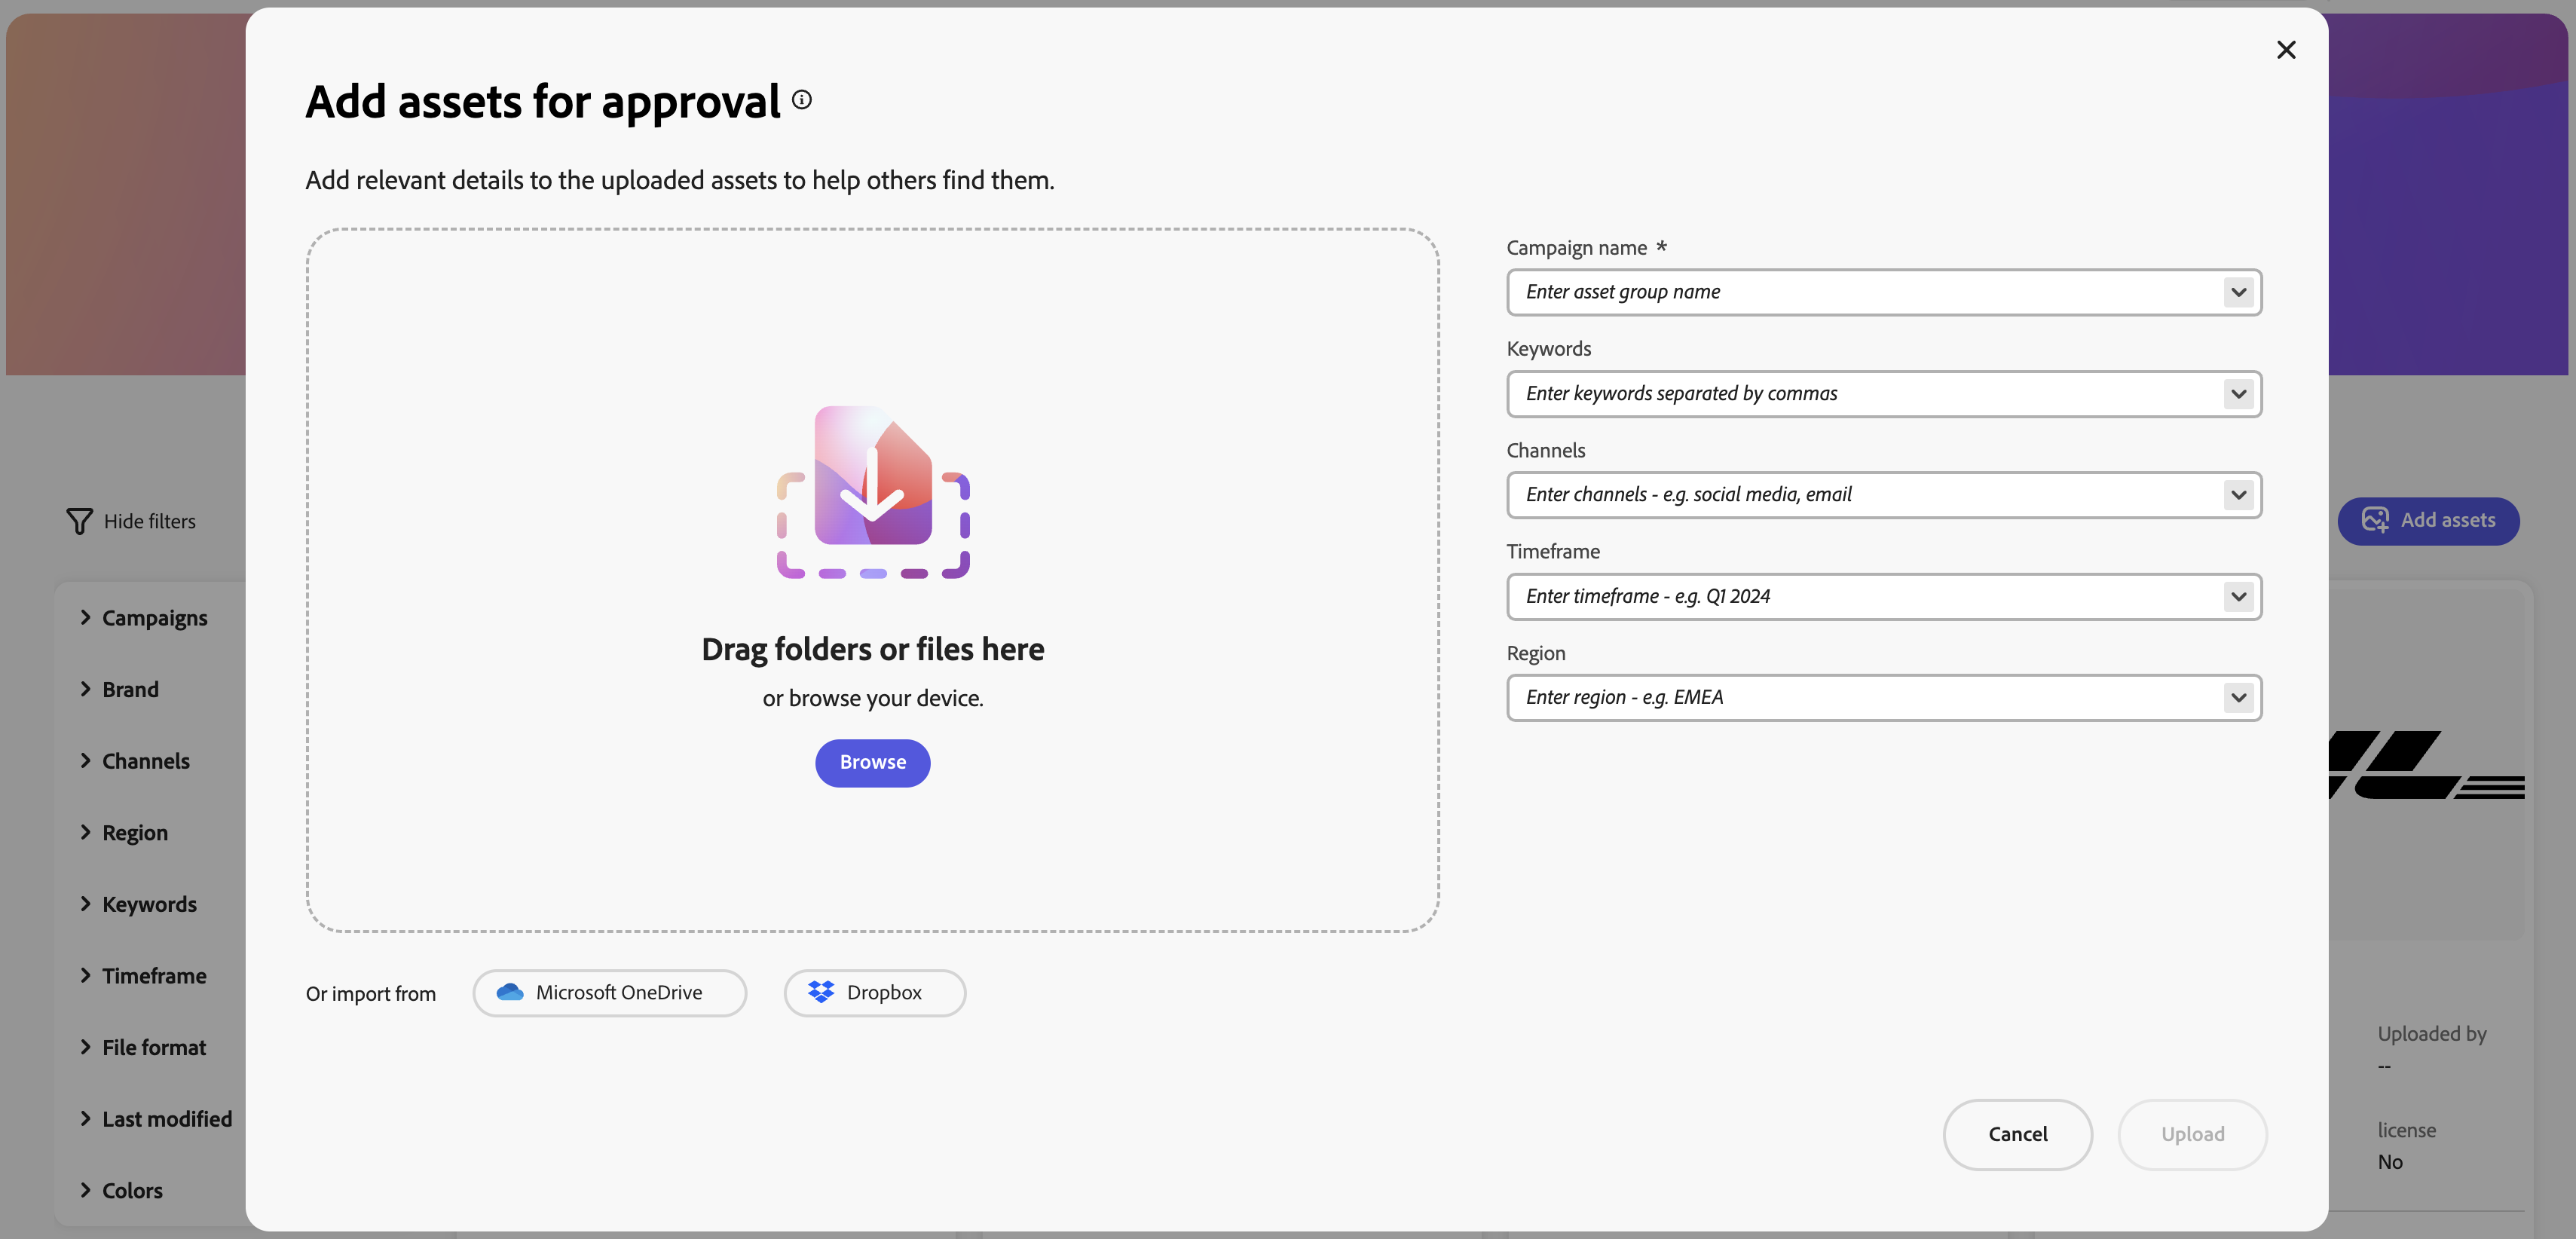 Add assets for approval
Add relevant details to the uploaded assets to help others find them.
Drag folders or files here
or browse your device.
Browse
Or import from
Microsoft OneDrive
Dropbox
Campaign name *
Enter asset group name
Keywords
Enter keywords separated by commas
Channels
Enter channels - e.g. social media, email
Timeframe
Enter timeframe - e.g. Q1 2024
Region
Enter region - e.g. EMEA
Cancel
Upload
Hide filters
Campaigns
Brand
Channels
Region
Keywords
Timeframe
File format
Last modified
Colors
Add assets
Uploaded by
--
license
No